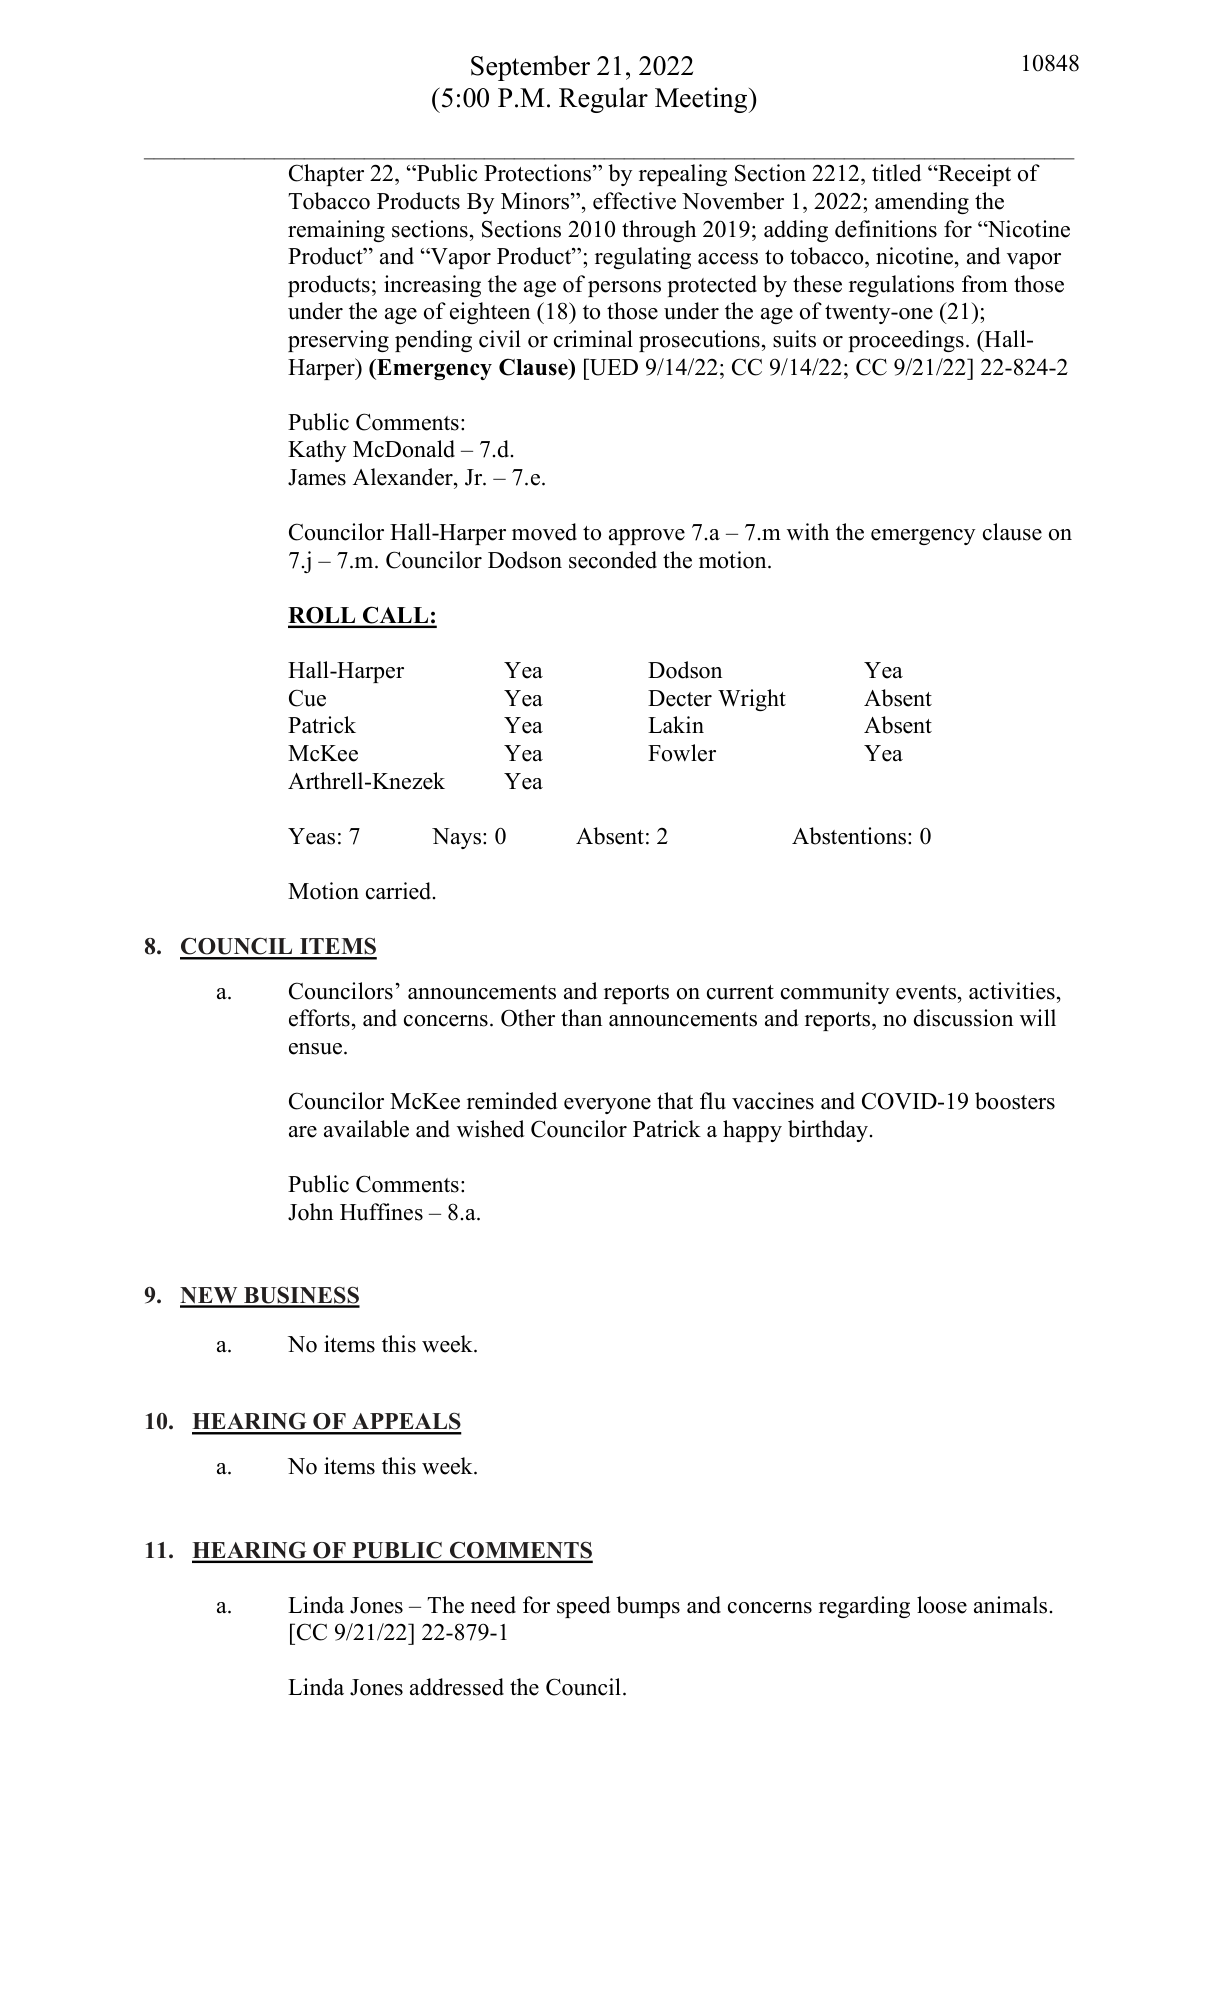 September 21, 2022
10848
(5:00 P.M. Regular Meeting)
Chapter 22, “Public Protections” by repealing Section 2212, titled “Receipt of
Tobacco Products By Minors”, effective November 1, 2022; amending the
remaining sections, Sections 2010 through 2019; adding definitions for “Nicotine
Product” and “Vapor Product”; regulating access to tobacco, nicotine, and vapor
products; increasing the age of persons protected by these regulations from those
under the age of eighteen (18) to those under the age of twenty-one (21);
preserving pending civil or criminal prosecutions, suits or proceedings. (Hall-
Harper) (Emergency Clause) [UED 9/14/22; CC 9/14/22; CC 9/21/22] 22-824-2
Public Comments:
Kathy McDonald – 7.d.
James Alexander, Jr. – 7.e.
Councilor Hall-Harper moved to approve 7.a – 7.m with the emergency clause on
7.j – 7.m. Councilor Dodson seconded the motion.
ROLL CALL:
Hall-Harper Yea Dodson Yea
Cue Yea Decter Wright Absent
Patrick Yea Lakin Absent
McKee Yea Fowler Yea
Arthrell-Knezek Yea
Yeas: 7 Nays: 0 Absent: 2 Abstentions: 0
Motion carried.
8. COUNCIL ITEMS
a. Councilors’ announcements and reports on current community events, activities,
efforts, and concerns. Other than announcements and reports, no discussion will
ensue.
Councilor McKee reminded everyone that flu vaccines and COVID-19 boosters
are available and wished Councilor Patrick a happy birthday.
Public Comments:
John Huffines – 8.a.
9. NEW BUSINESS
a. No items this week.
10. HEARING OF APPEALS
a. No items this week.
11. HEARING OF PUBLIC COMMENTS
a. Linda Jones – The need for speed bumps and concerns regarding loose animals.
[CC 9/21/22] 22-879-1
Linda Jones addressed the Council.